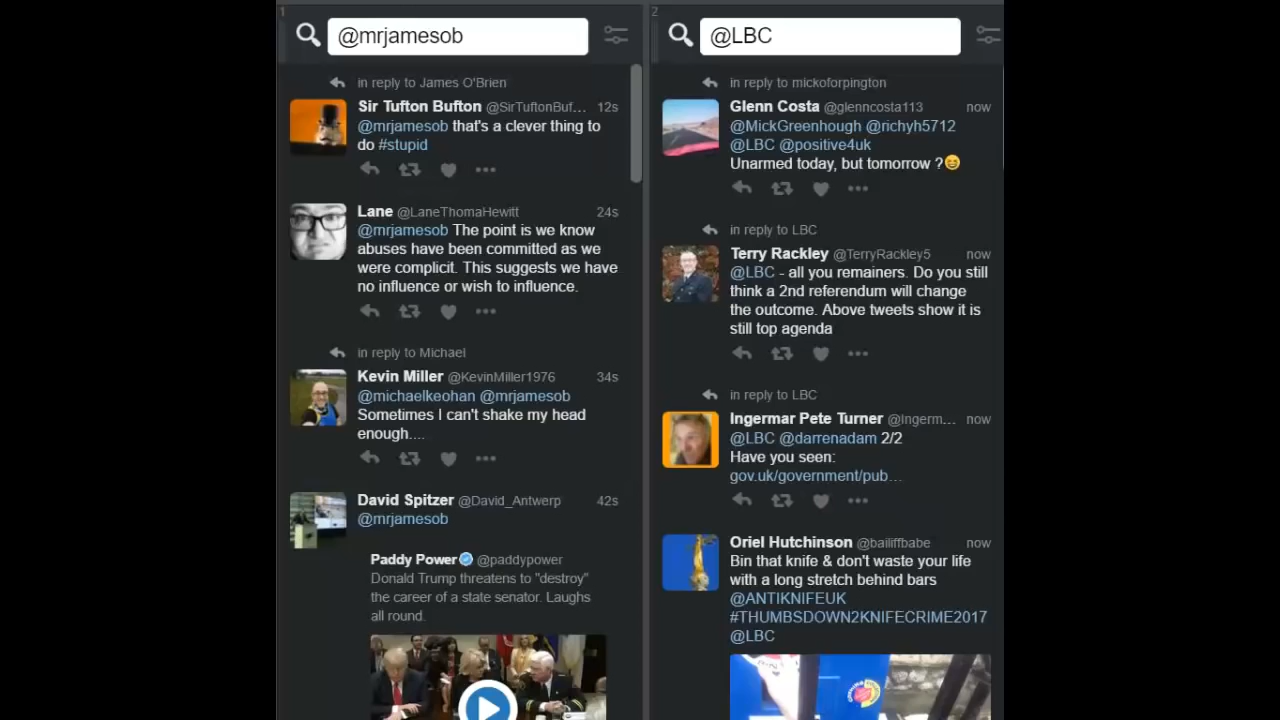 1
@mrjamesob
in reply to James O'Brien
Sir Tufton Bufton @SirTuftonBuf... 12s
@mrjamesob that's a clever thing to
do #stupid
Lane @LaneThomaHewitt 24s
@mrjamesob The point is we know
abuses have been committed as we
were complicit. This suggests we have
no influence or wish to influence.
in reply to Michael
Kevin Miller @KevinMiller1976 34s
@michaelkeohan @mrjamesob
Sometimes I can't shake my head
enough....
David Spitzer @David_Antwerp 42s
@mrjamesob
Paddy Power @paddypower
Donald Trump threatens to "destroy"
the career of a state senator. Laughs
all round.
2
@LBC
in reply to mickoforpington
Glenn Costa @glenncosta113 now
@MickGreenhough @richyh5712
@LBC @positive4uk
Unarmed today, but tomorrow ?😆
in reply to LBC
Terry Rackley @TerryRackley5 now
@LBC - all you remainers. Do you still
think a 2nd referendum will change
the outcome. Above tweets show it is
still top agenda
in reply to LBC
Ingermar Pete Turner @Ingerm... now
@LBC @darrenadam 2/2
Have you seen:
gov.uk/government/pub...
Oriel Hutchinson @bailiffbabe now
Bin that knife & don't waste your life
with a long stretch behind bars
@ANTIKNIFEUK
#THUMBSDOWN2KNIFECRIME2017
@LBC